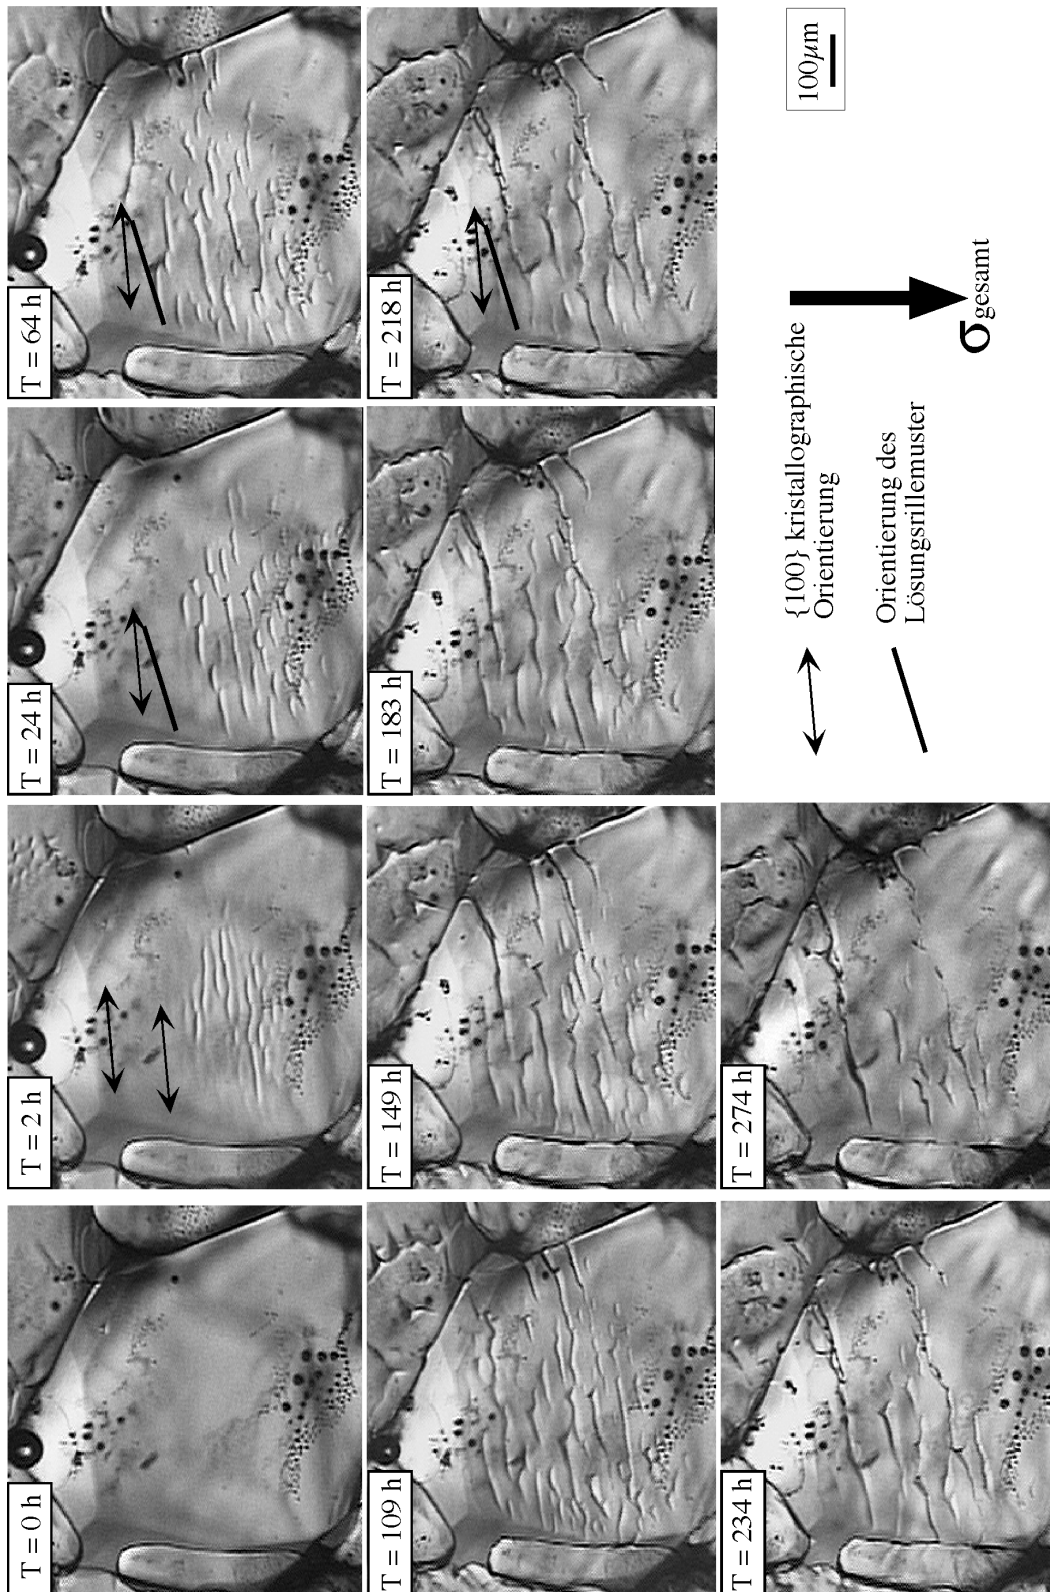 T = 0 h
T = 2 h
T = 24 h
T = 64 h
T = 109 h
T = 149 h
T = 183 h
T = 218 h
T = 234 h
T = 274 h
{100} kristallographische
Orientierung
Orientierung des
Lösungsrillemuster
σgesamt
100μm